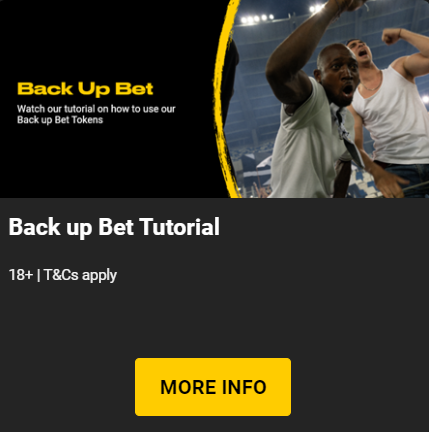 Back Up Bet
Watch our tutorial on how to use our
Back up Bet Tokens
Back up Bet Tutorial
18+ | T&Cs apply
MORE INFO